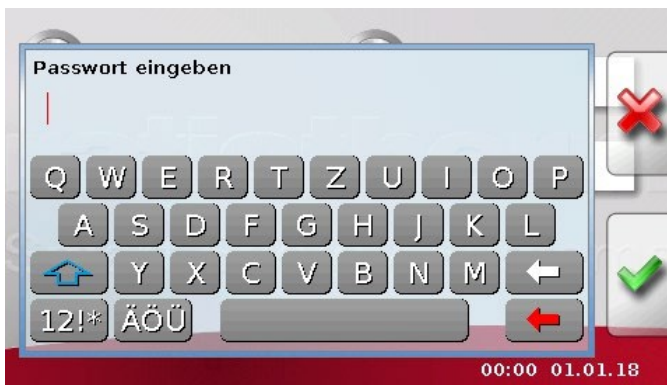 Passwort eingeben
Q W E R T Z U I O P
A S D F G H J K L
Y X C V B N M
12!* ÄÖÜ
00:00 01.01.18